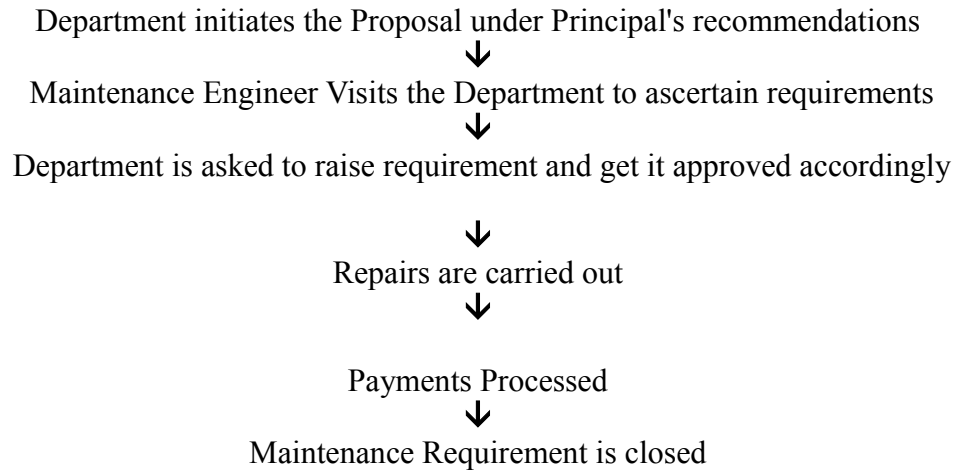 Department initiates the Proposal under Principal's recommendations
Maintenance Engineer Visits the Department to ascertain requirements
Department is asked to raise requirement and get it approved accordingly
Repairs are carried out
Payments Processed
Maintenance Requirement is closed